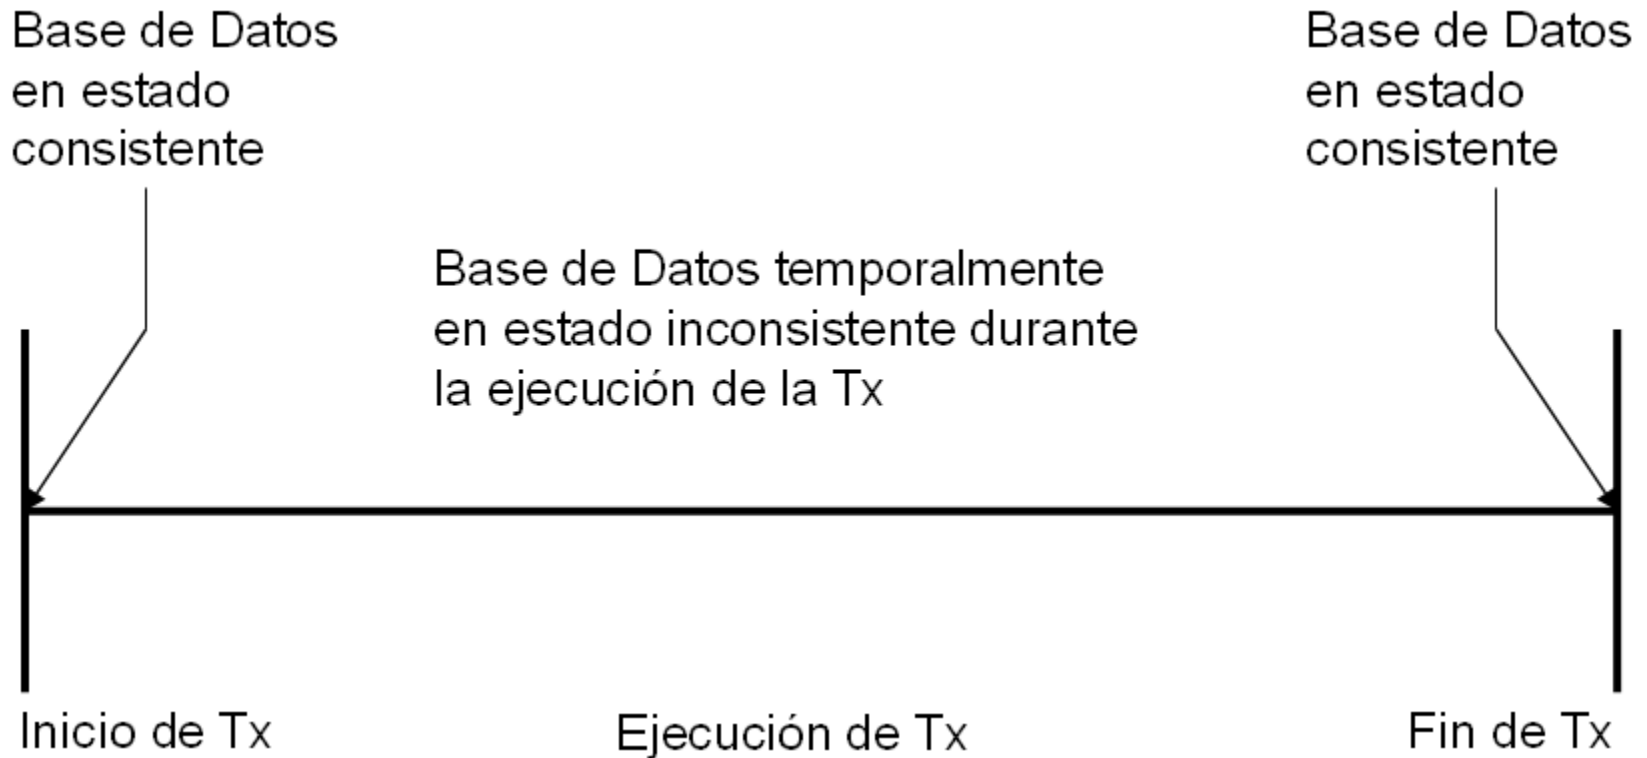 Base de Datos
en estado
consistente
Base de Datos
en estado
consistente
Base de Datos temporalmente
en estado inconsistente durante
la ejecución de la Tx
Inicio de Tx
Ejecución de Tx
Fin de Tx